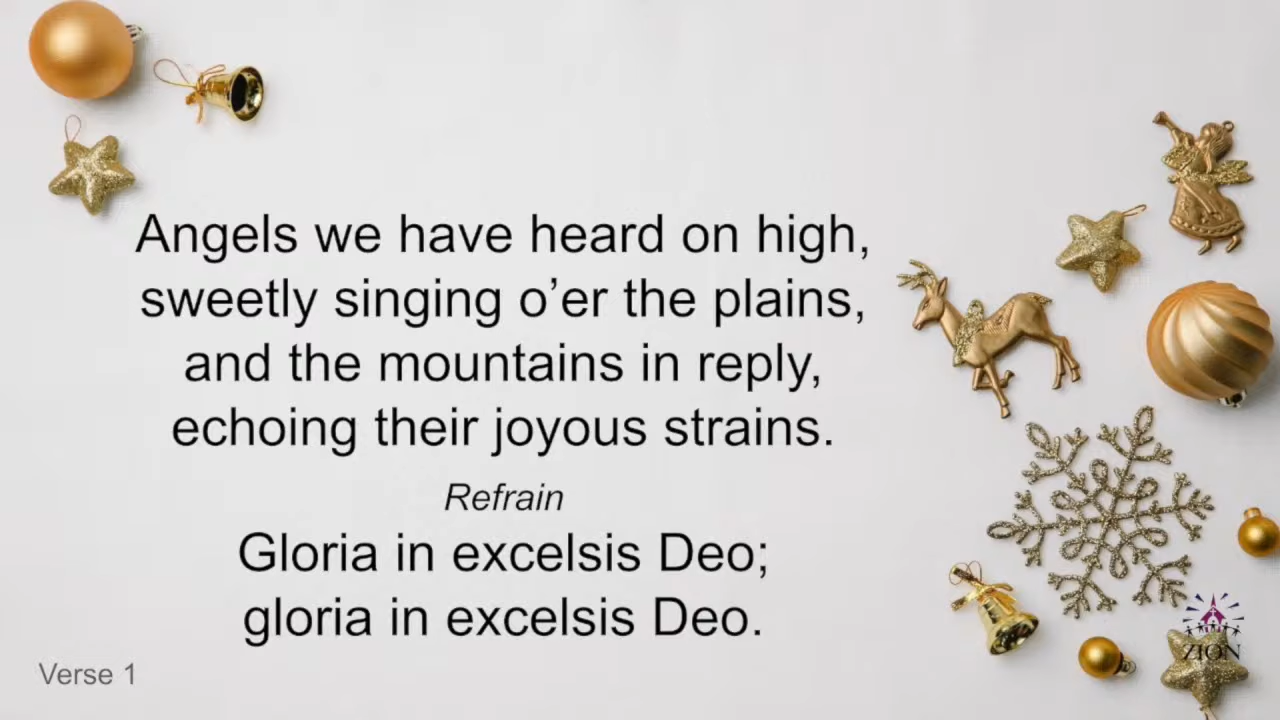 Angels we have heard on high,
sweetly singing o’er the plains,
and the mountains in reply,
echoing their joyous strains.
Refrain
Gloria in excelsis Deo;
gloria in excelsis Deo.
Verse 1
ZION